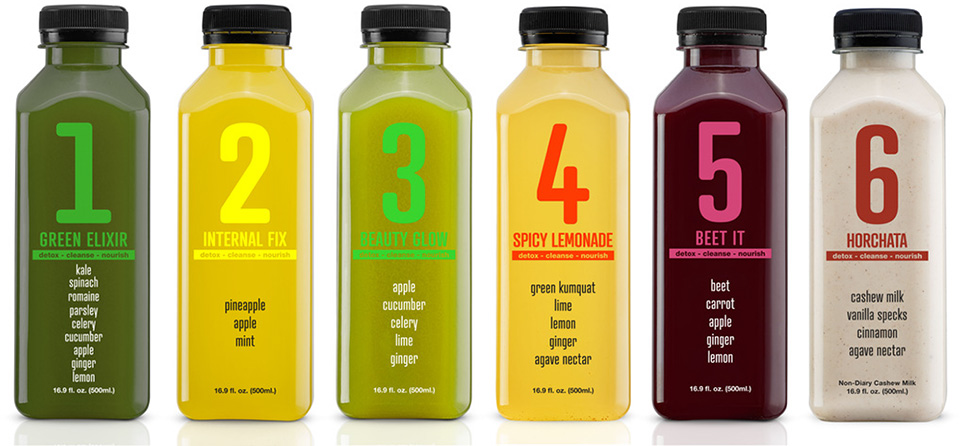 1
GREEN ELIXIR
detox - cleanse - nourish
kale
spinach
romaine
parsley
celery
cucumber
apple
ginger
lemon
16.9 fl. oz. (500ml.)
2
INTERNAL FIX
detox - cleanse - nourish
pineapple
apple
mint
16.9 fl. oz. (500ml.)
3
BEAUTY GLOW
detox - cleanse - nourish
apple
cucumber
celery
lime
ginger
16.9 fl. oz. (500ml.)
4
SPICY LEMONADE
detox - cleanse - nourish
green kumquat
lime
lemon
ginger
agave nectar
16.9 fl. oz. (500ml.)
5
BEET IT
detox - cleanse - nourish
beet
carrot
apple
ginger
lemon
16.9 fl. oz. (500ml.)
6
HORCHATA
detox - cleanse - nourish
cashew milk
vanilla specks
cinnamon
agave nectar
Non-Diary Cashew Milk
16.9 fl. oz. (500ml.)